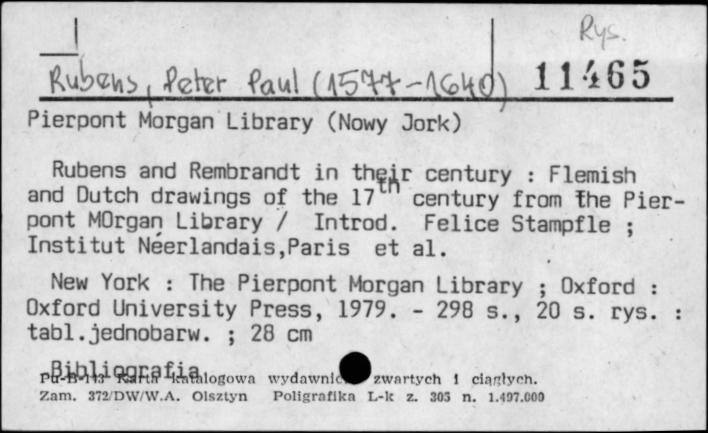 Rys.
Rubens, Peter Paul (1577-1640) 11465
Pierpont Morgan Library (Nowy Jork)
Rubens and Rembrandt in their century : Flemish
and Dutch drawings of the 17th century from the Pier-
pont MOrgan Library / Introd. Felice Stampfle ;
Institut Néerlandais,Paris et al.
New York : The Pierpont Morgan Library ; Oxford :
Oxford University Press, 1979. - 298 s., 20 s. rys. :
tabl.jednobarw. ; 28 cm
Bibliografia
Pu-B-143 Karta katalogowa wydawnic zwartych i ciągłych.
Zam. 372/DW/W.A. Olsztyn Poligrafika L-k z. 305 n. 1.497.000